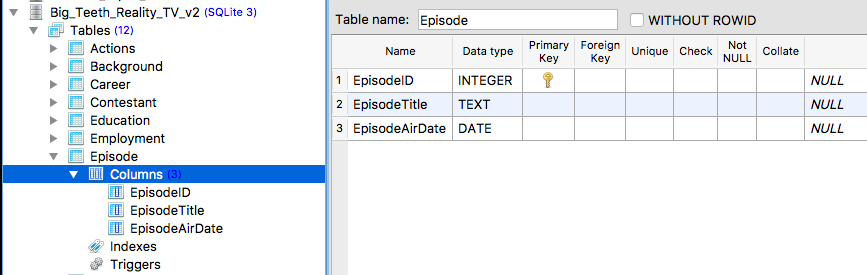 Big_Teeth_Reality_TV_v2 (SQLite 3)
Tables (12)
Actions
Background
Career
Contestant
Education
Employment
Episode
Columns (3)
EpisodeID
EpisodeTitle
EpisodeAirDate
Indexes
Triggers
Table name: Episode WITHOUT ROWID
Name Data type Primary Key Foreign Key Unique Check Not NULL Collate
1 EpisodeID INTEGER NULL
2 EpisodeTitle TEXT NULL
3 EpisodeAirDate DATE NULL